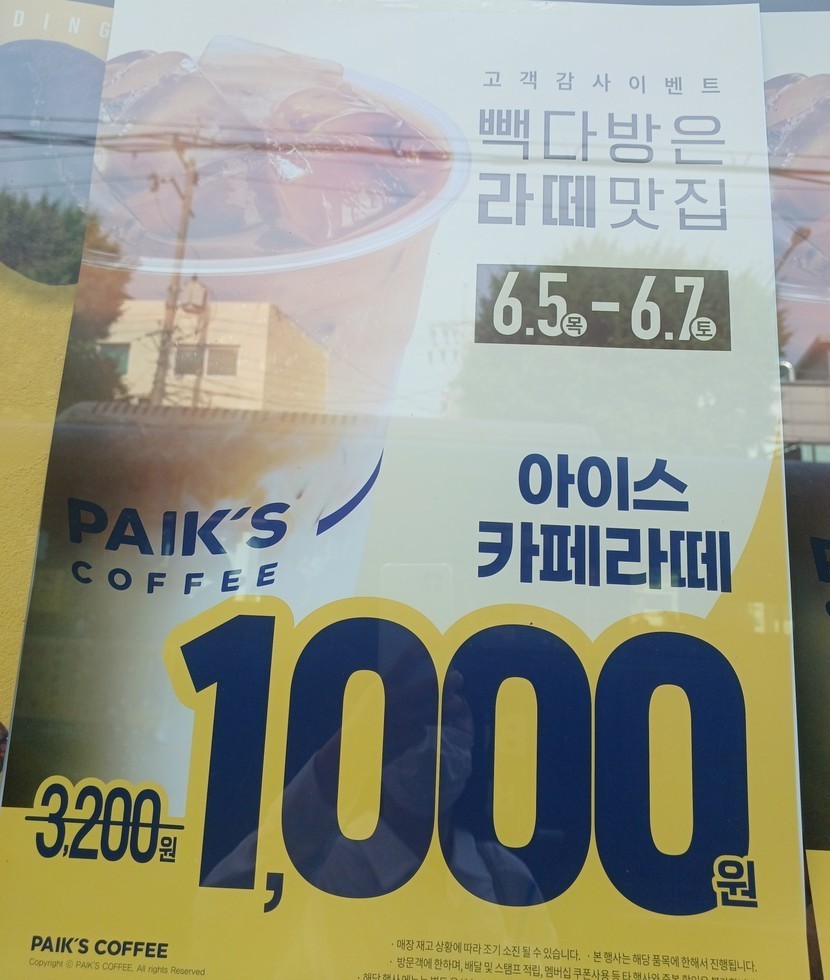 DING
고객감사이벤트
빽다방은
라떼맛집
6.5목-6.7토
PAIK'S
COFFEE
아이스
카페라떼
3,200원
1,000원
PAIK'S COFFEE
Copyright ⓒ PAIK'S COFFEE, All rights Reserved
· 매장 재고 상황에 따라 조기 소진 될 수 있습니다. · 본 행사는 해당 품목에 한해서 진행됩니다.
· 방문객에 한하며, 배달 및 스탬프 적립, 멤버십 쿠폰사용 등 타 행사와 중복